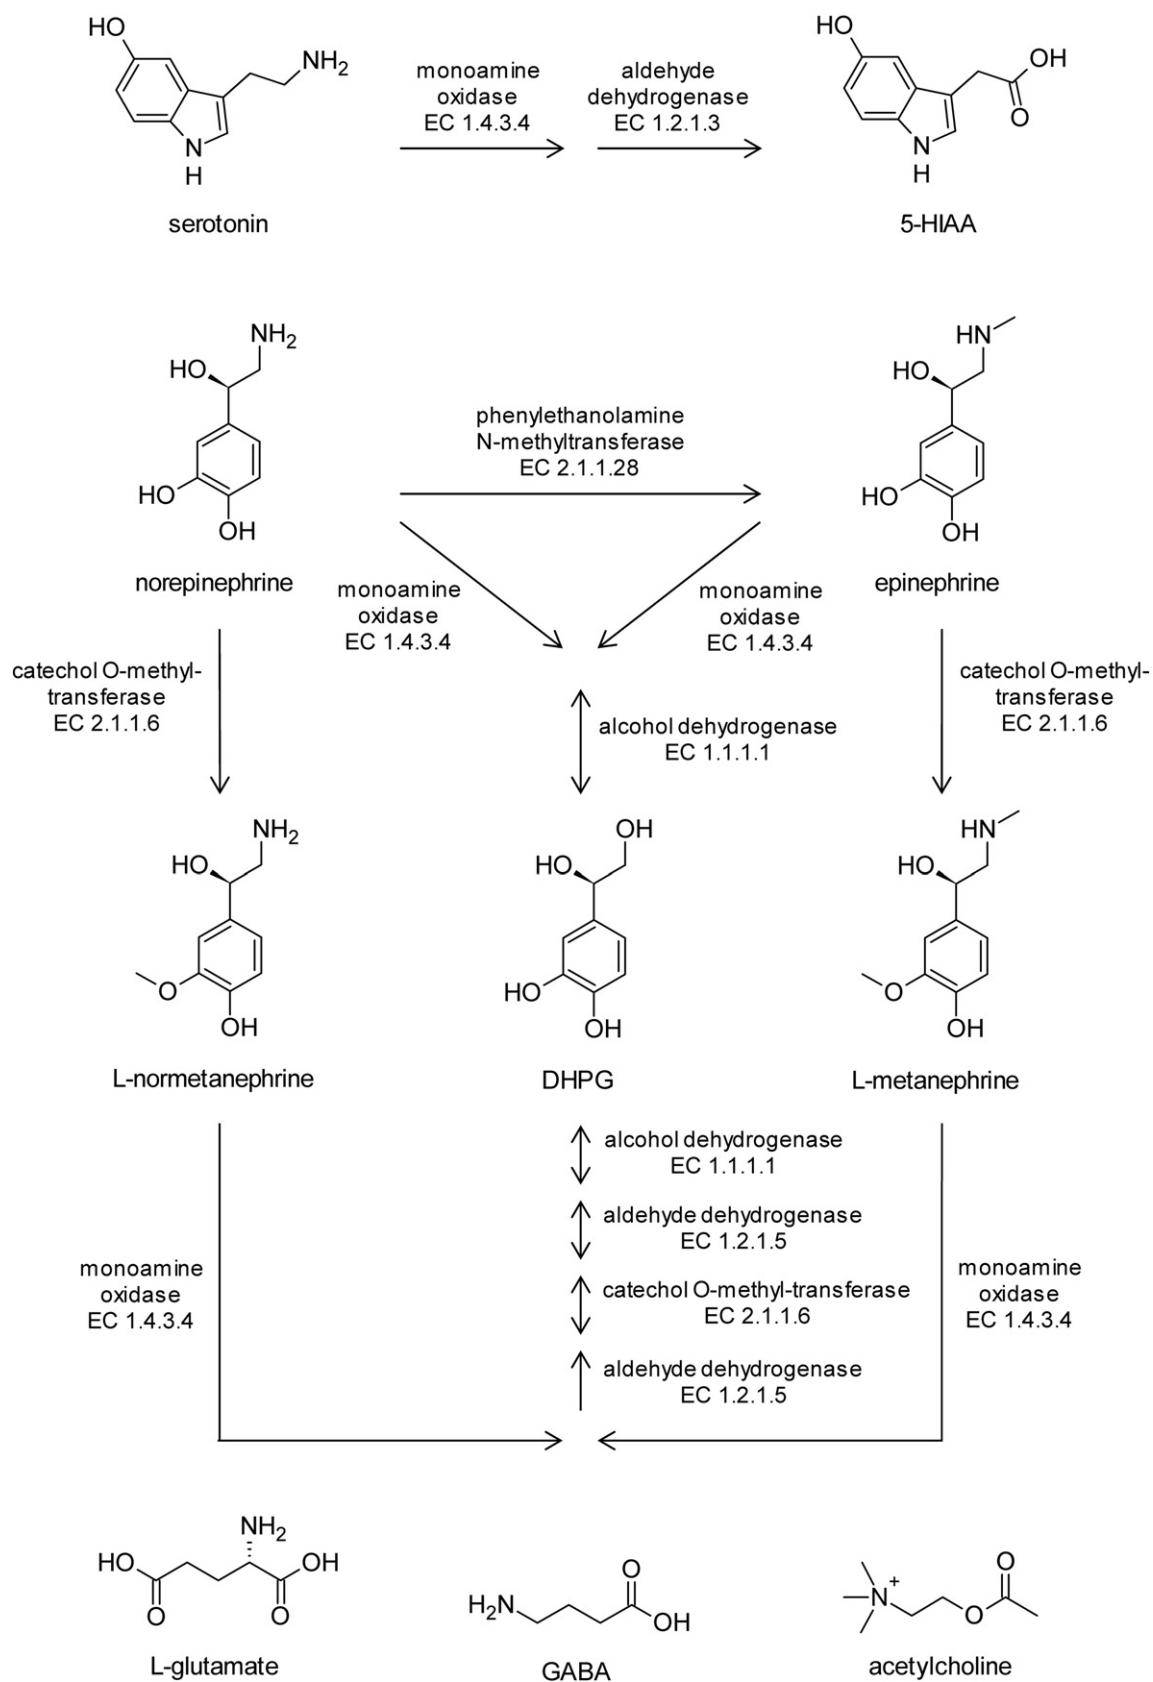 HO
NH2
N
H
serotonin
monoamine
oxidase
EC 1.4.3.4
aldehyde
dehydrogenase
EC 1.2.1.3
HO
OH
O
N
H
5-HIAA
NH2
HO
HO
OH
norepinephrine
phenylethanolamine
N-methyltransferase
EC 2.1.1.28
HN
HO
HO
OH
epinephrine
monoamine
oxidase
EC 1.4.3.4
monoamine
oxidase
EC 1.4.3.4
catechol O-methyl-
transferase
EC 2.1.1.6
alcohol dehydrogenase
EC 1.1.1.1
catechol O-methyl-
transferase
EC 2.1.1.6
NH2
HO
O
OH
L-normetanephrine
OH
HO
HO
OH
DHPG
HN
HO
O
OH
L-metanephrine
alcohol dehydrogenase
EC 1.1.1.1
aldehyde dehydrogenase
EC 1.2.1.5
catechol O-methyl-transferase
EC 2.1.1.6
aldehyde dehydrogenase
EC 1.2.1.5
monoamine
oxidase
EC 1.4.3.4
monoamine
oxidase
EC 1.4.3.4
NH2
HO
OH
O
O
L-glutamate
O
H2N
OH
GABA
O
N+
O
acetylcholine